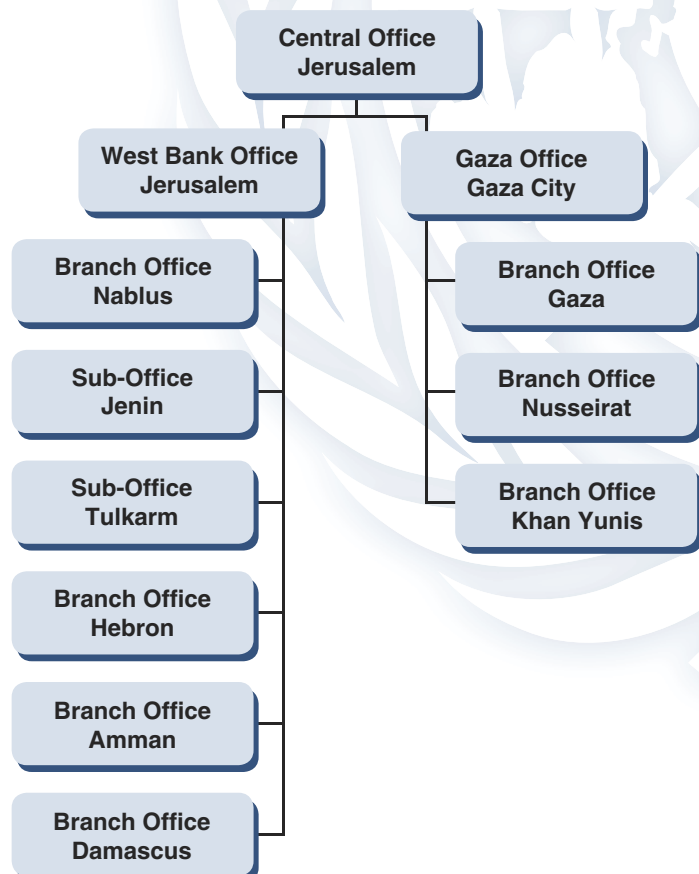 Central Office
Jerusalem
West Bank Office
Jerusalem
Gaza Office
Gaza City
Branch Office
Nablus
Sub-Office
Jenin
Sub-Office
Tulkarm
Branch Office
Hebron
Branch Office
Amman
Branch Office
Damascus
Branch Office
Gaza
Branch Office
Nusseirat
Branch Office
Khan Yunis